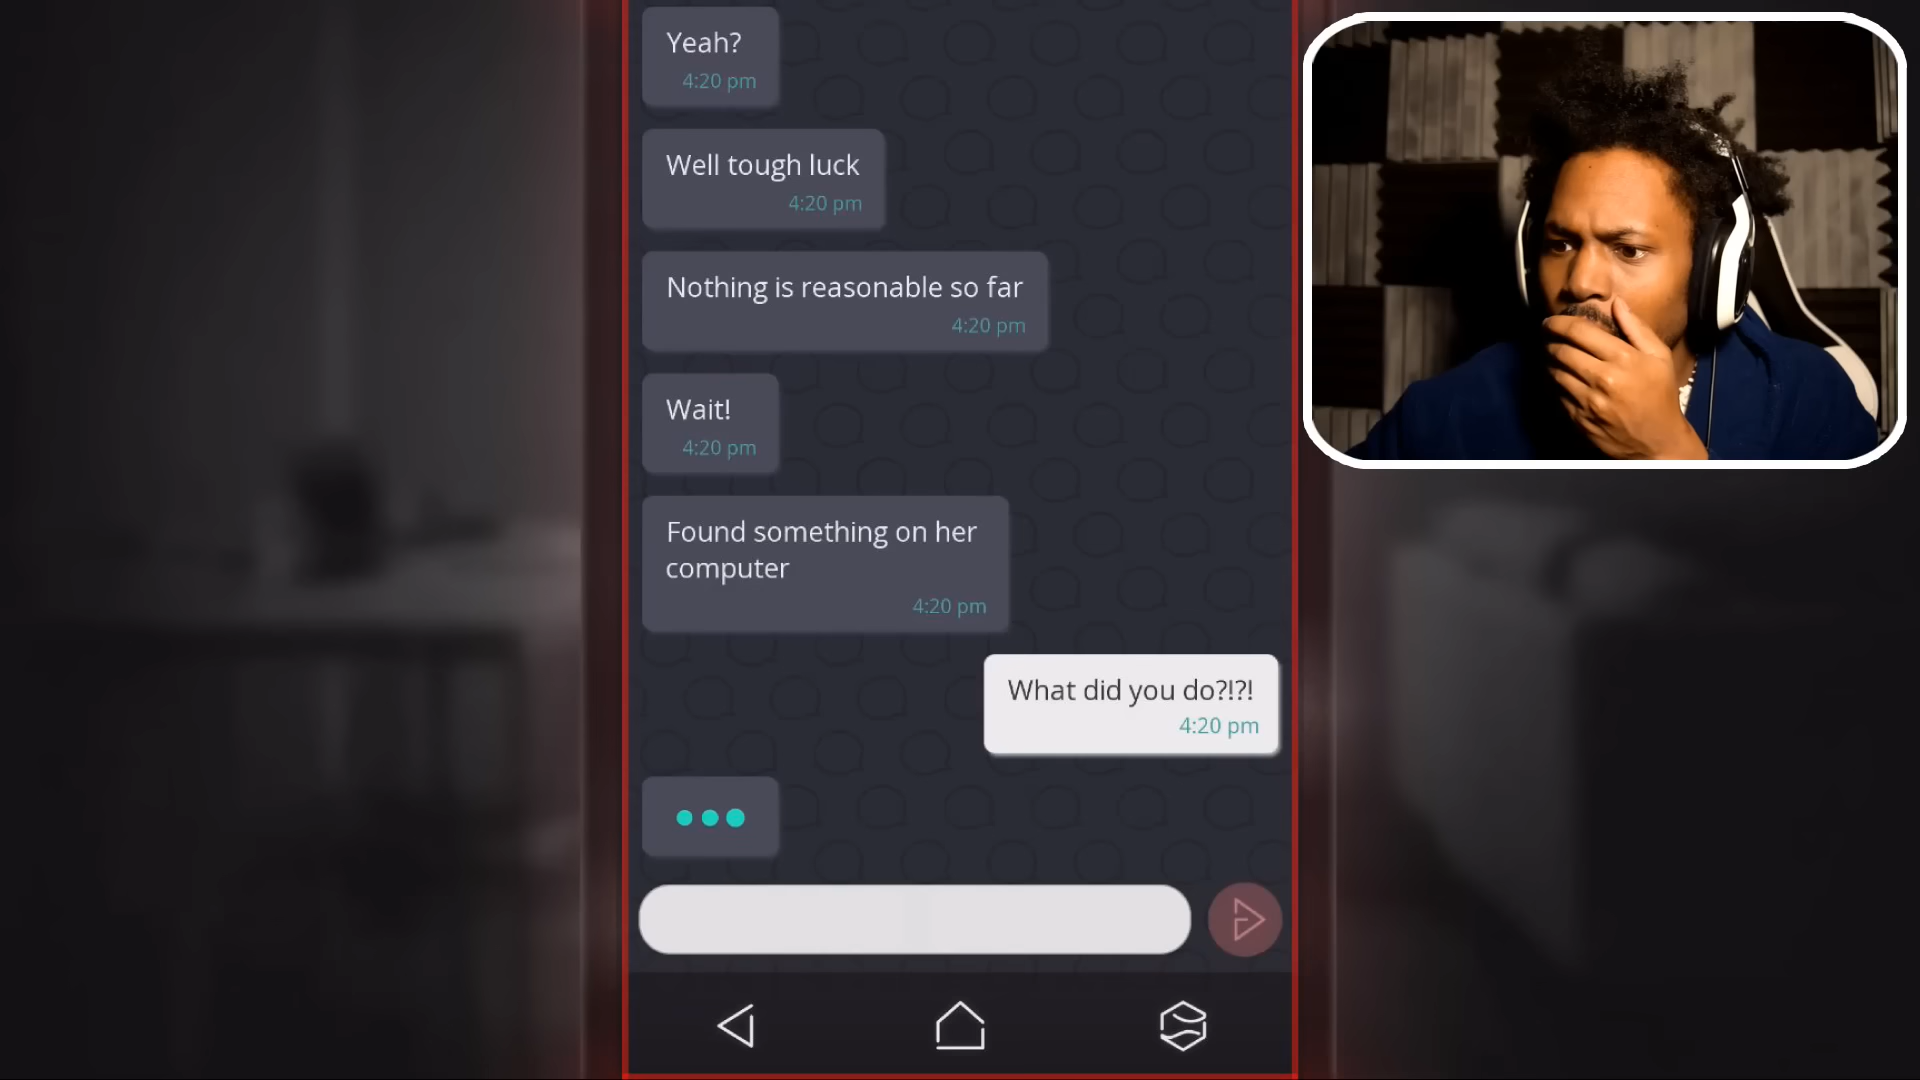 Yeah?
4:20 pm
Well tough luck
4:20 pm
Nothing is reasonable so far
4:20 pm
Wait!
4:20 pm
Found something on her
computer
4:20 pm
What did you do?!?!
4:20 pm